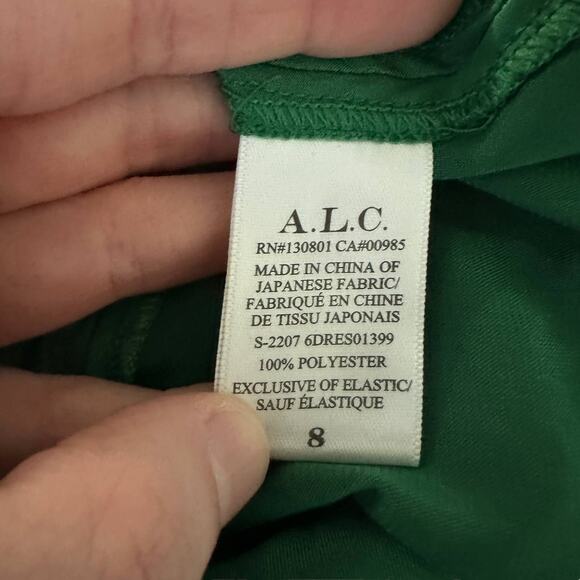 A.L.C.
RN#130801 CA#00985
MADE IN CHINA OF
JAPANESE FABRIC/
FABRIQUÉ EN CHINE
DE TISSU JAPONAIS
S-2207 6DRES01399
100% POLYESTER
EXCLUSIVE OF ELASTIC/
SAUF ÉLASTIQUE
8